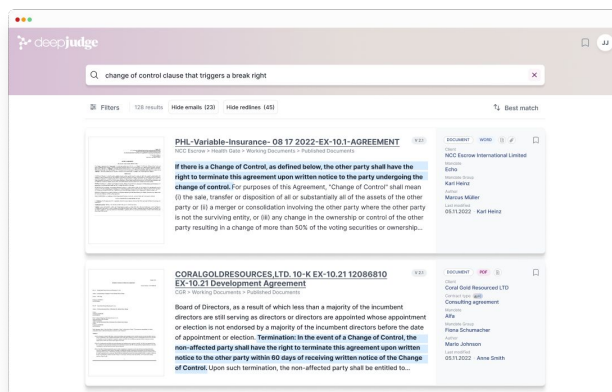 deepjudge
JJ
change of control clause that triggers a break right
Filters 128 results Hide emails (23) Hide redlines (45) Best match
PHL-Variable-Insurance- 08 17 2022-EX-10.1-AGREEMENT
NCC Escrow > Health Gate > Working Documents > Published Documents
If there is a Change of Control, as defined below, the other party shall have the
right to terminate this agreement upon written notice to the party undergoing the
change of control. For purposes of this Agreement, "Change of Control" shall mean
(i) the sale, transfer or disposition of all or substantially all of the assets of the other
party or (ii) a merger or consolidation involving the other party where the other party
is not the surviving entity, or (iii) any change in the ownership or control of the other
party resulting in a change of more than 50% of the voting securities or ownership...
DOCUMENT WORD
Client
NCC Escrow International Limited
Mandate
Echo
Mandate Group
Karl Heinz
Author
Marcus Müller
Last modified
05.11.2022 · Karl Heinz
CORALGOLDRESOURCES,LTD. 10-K EX-10.21 12086810
EX-10.21 Development Agreement
COR > Working Documents > Published Documents
Board of Directors, as a result of which less than a majority of the incumbent
directors are still serving as directors or directors are appointed whose appointment
or election is not endorsed by a majority of the incumbent directors before the date
of appointment or election. Termination: In the event of a Change of Control, the
non-affected party shall have the right to terminate this agreement upon written
notice to the other party within 60 days of receiving written notice of the Change
of Control. Upon such termination, the non-affected party shall be entitled to...
DOCUMENT PDF
Client
Coral Gold Resourced LTD
Contract type
Consulting agreement
Mandate
Alfa
Mandate Group
Fiona Schumacher
Author
Mario Johnson
Last modified
05.11.2022 · Anne Smith